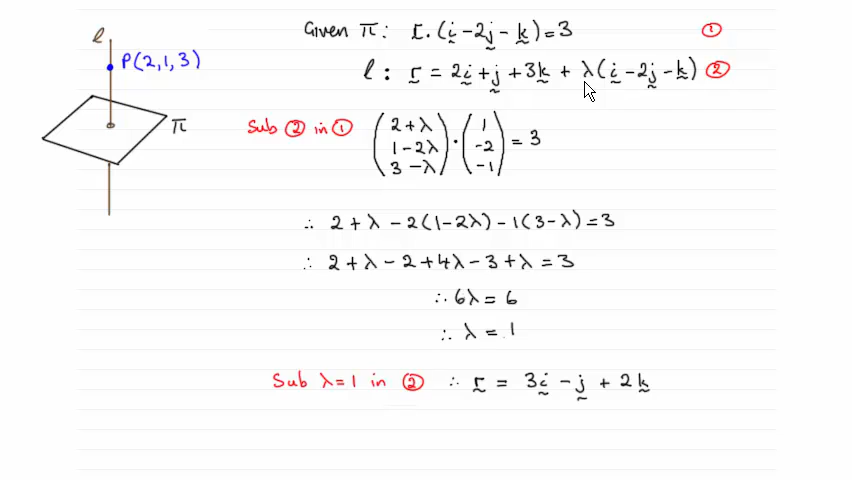 l
P(2,1,3)
π
Given π: r.(i-2j-k)=3 ①
l: r = 2i+j+3k+λ(i-2j-k) ②
Sub ② in ①
(2+λ) (1)
(1-2λ) . (-2) = 3
(3-λ) (-1)
∴ 2+λ-2(1-2λ)-1(3-λ)=3
∴ 2+λ-2+4λ-3+λ=3
∴ 6λ=6
∴ λ=1
Sub λ=1 in ② ∴ r = 3i-j+2k